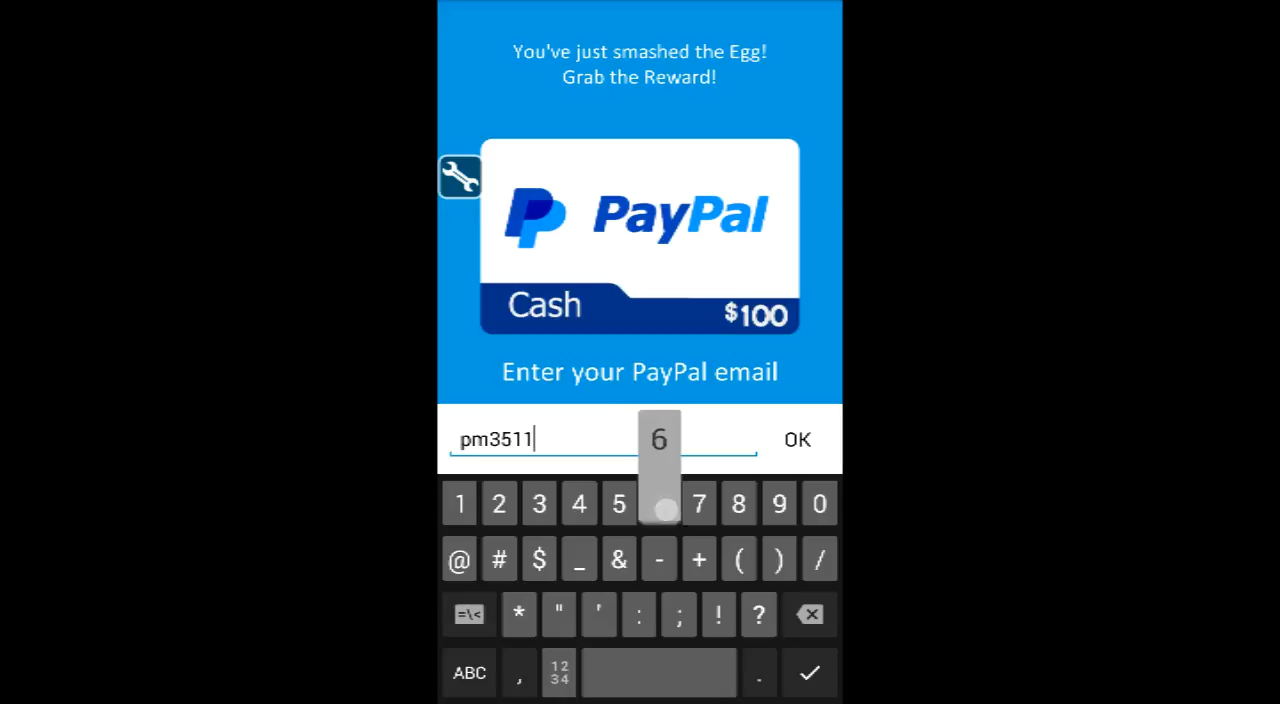 You've just smashed the Egg!
Grab the Reward!
PayPal
Cash
$100
Enter your PayPal email
pm3511
6
OK
1 2 3 4 5 7 8 9 0
@ # $ _ & - + ( ) /
=\< * " ' : ; ! ?
ABC , 12 34 .